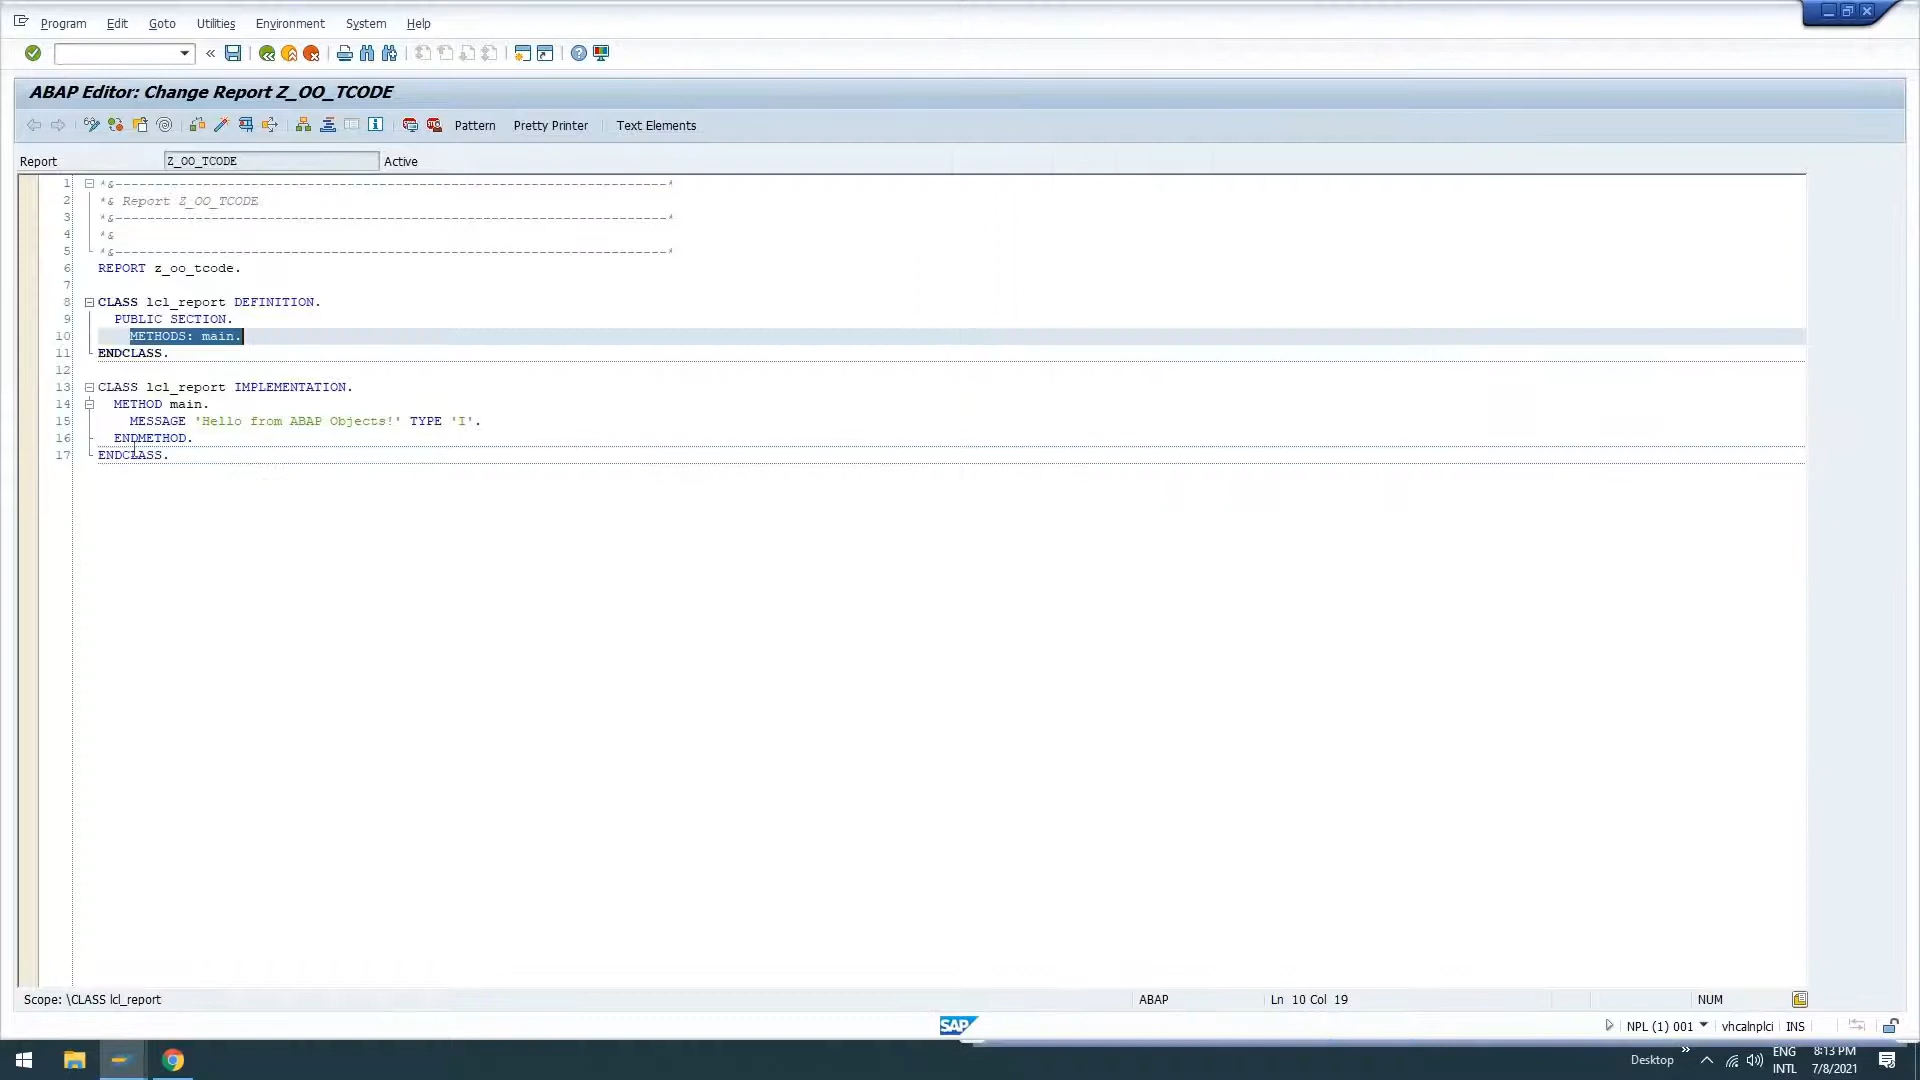 Program Edit Goto Utilities Environment System Help
ABAP Editor: Change Report Z_OO_TCODE
Pattern Pretty Printer Text Elements
Report Z_OO_TCODE Active
1 *&---------------------------------------------------------------------*
2 *& Report Z_OO_TCODE
3 *&---------------------------------------------------------------------*
4 *&
5 *&---------------------------------------------------------------------*
6 REPORT z_oo_tcode.
7
8 CLASS lcl_report DEFINITION.
9 PUBLIC SECTION.
10 METHODS: main.
11 ENDCLASS.
12
13 CLASS lcl_report IMPLEMENTATION.
14 METHOD main.
15 MESSAGE 'Hello from ABAP Objects!' TYPE 'I'.
16 ENDMETHOD.
17 ENDCLASS.
Scope: \CLASS lcl_report ABAP Ln 10 Col 19 NUM
SAP NPL (1) 001 vhcalnplci INS
Desktop ENG 8:13 PM
INTL 7/8/2021